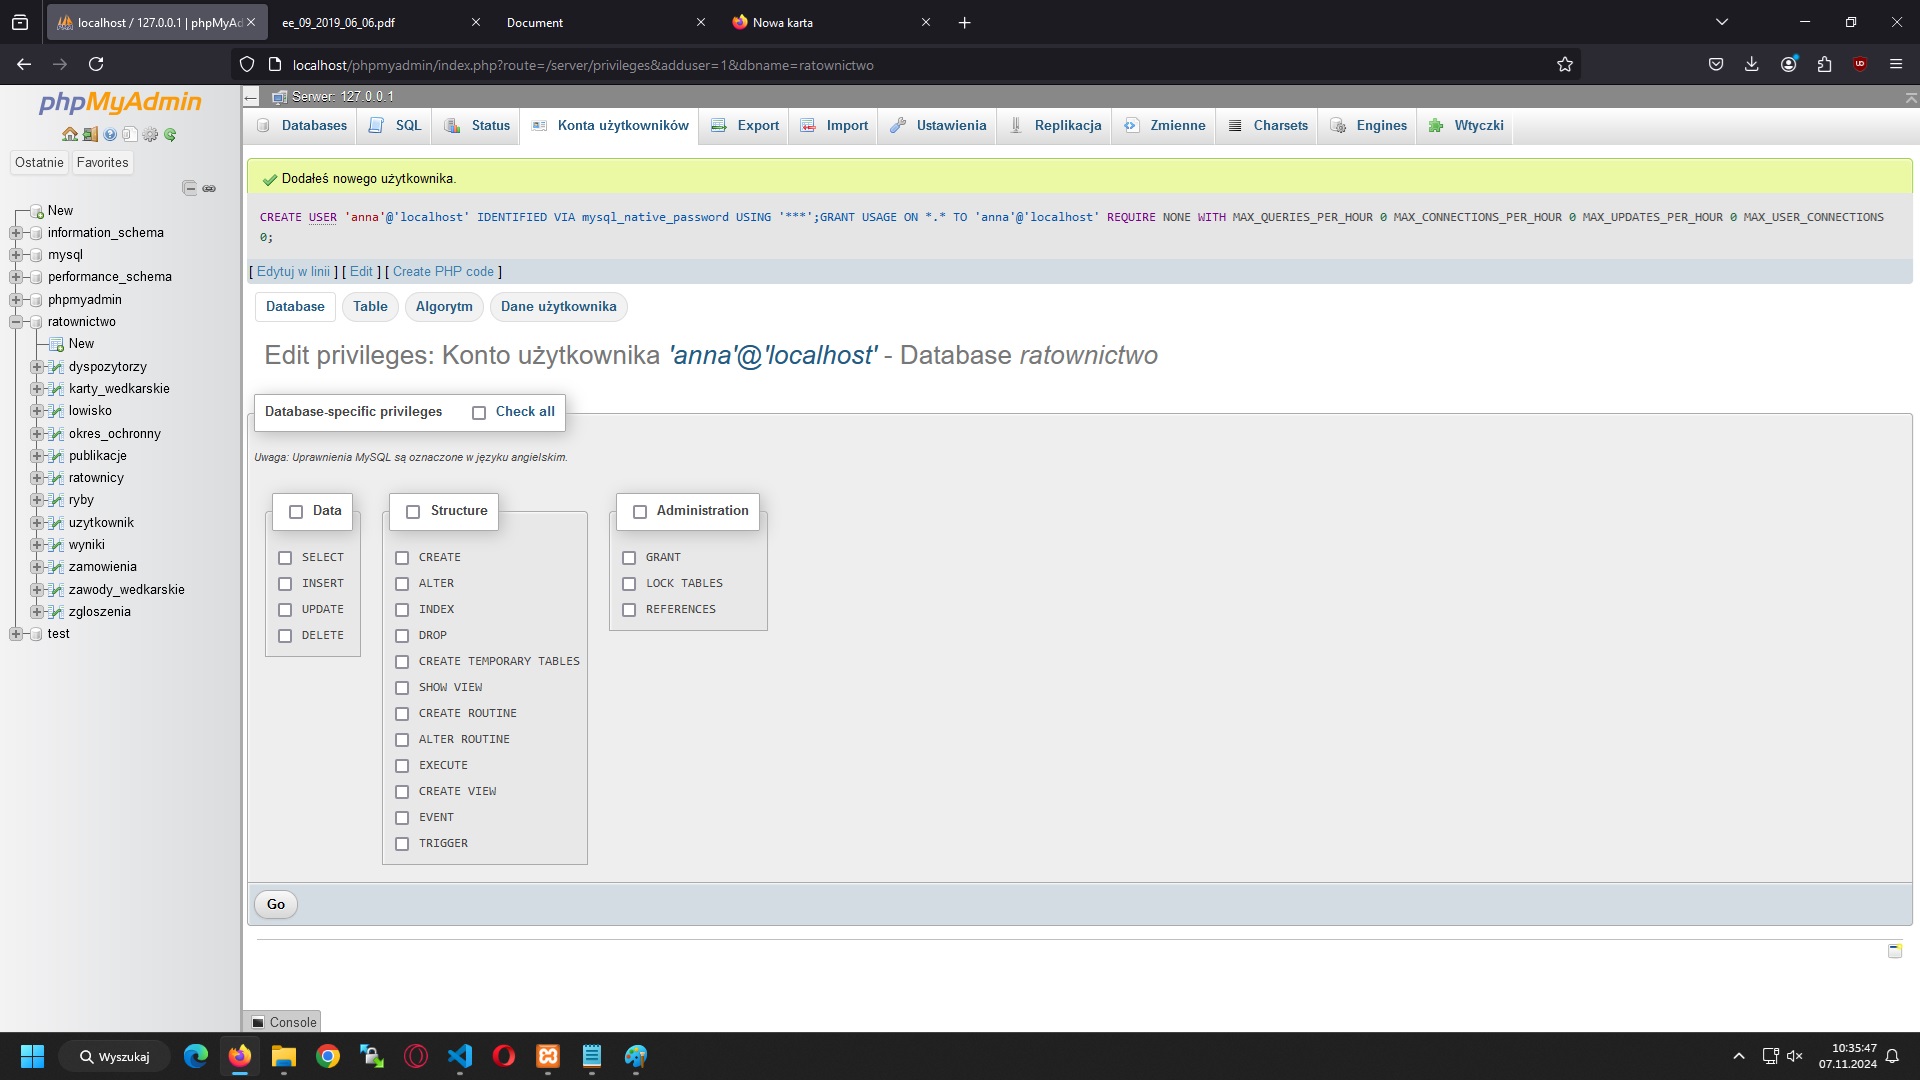 localhost / 127.0.0.1 | phpMyAd
ee_09_2019_06_06.pdf
Document
Nowa karta
localhost/phpmyadmin/index.php?route=/server/privileges&adduser=1&dbname=ratownictwo
phpMyAdmin
Ostatnie
Favorites
New
information_schema
mysql
performance_schema
phpmyadmin
ratownictwo
New
dyspozytorzy
karty_wedkarskie
lowisko
okres_ochronny
publikacje
ratownicy
ryby
uzytkownik
wyniki
zamowienia
zawody_wedkarskie
zgloszenia
test
Serwer: 127.0.0.1
Databases
SQL
Status
Konta użytkowników
Export
Import
Ustawienia
Replikacja
Zmienne
Charsets
Engines
Wtyczki
Dodałeś nowego użytkownika.
CREATE USER 'anna'@'localhost' IDENTIFIED VIA mysql_native_password USING '***';GRANT USAGE ON *.* TO 'anna'@'localhost' REQUIRE NONE WITH MAX_QUERIES_PER_HOUR 0 MAX_CONNECTIONS_PER_HOUR 0 MAX_UPDATES_PER_HOUR 0 MAX_USER_CONNECTIONS
0;
[ Edytuj w linii ] [ Edit ] [ Create PHP code ]
Database
Table
Algorytm
Dane użytkownika
Edit privileges: Konto użytkownika 'anna'@'localhost' - Database ratownictwo
Database-specific privileges
Check all
Uwaga: Uprawnienia MySQL są oznaczone w języku angielskim.
Data
SELECT
INSERT
UPDATE
DELETE
Structure
CREATE
ALTER
INDEX
DROP
CREATE TEMPORARY TABLES
SHOW VIEW
CREATE ROUTINE
ALTER ROUTINE
EXECUTE
CREATE VIEW
EVENT
TRIGGER
Administration
GRANT
LOCK TABLES
REFERENCES
Go
Console
Wyszukaj
10:35:47
07.11.2024